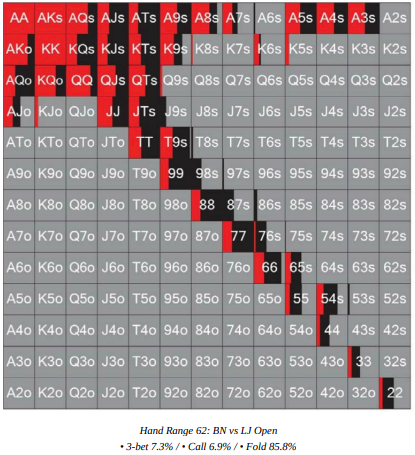 AA AKs AQs AJs ATs A9s A8s A7s A6s A5s A4s A3s A2s
AKo KK KQs KJs KTs K9s K8s K7s K6s K5s K4s K3s K2s
AQo KQo QQ QJs QTs Q9s Q8s Q7s Q6s Q5s Q4s Q3s Q2s
AJo KJo QJo JJ JTs J9s J8s J7s J6s J5s J4s J3s J2s
ATo KTo QTo JTo TT T9s T8s T7s T6s T5s T4s T3s T2s
A9o K9o Q9o J9o T9o 99 98s 97s 96s 95s 94s 93s 92s
A8o K8o Q8o J8o T8o 98o 88 87s 86s 85s 84s 83s 82s
A7o K7o Q7o J7o T7o 97o 87o 77 76s 75s 74s 73s 72o
A6o K6o Q6o J6o T6o 96o 86o 76o 66 65s 64s 63s 62s
A5o K5o Q5o J5o T5o 95o 85o 75o 65o 55 54s 53s 52s
A4o K4o Q4o J4o T4o 94o 84o 74o 64o 54o 44 43s 42s
A3o K3o Q3o J3o T3o 93o 83o 73o 63o 53o 43o 33 32s
A2o K2o Q2o J2o T2o 92o 82o 72o 62o 52o 42o 32o 22
Hand Range 62: BN vs LJ Open
• 3-bet 7.3% / • Call 6.9% / • Fold 85.8%